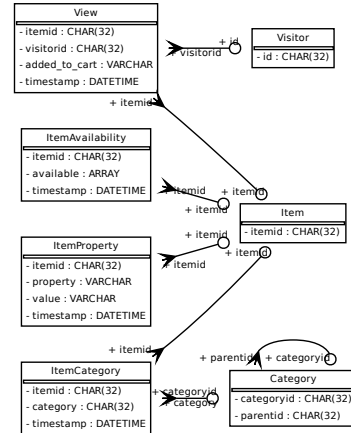 View
- itemid : CHAR(32)
- visitorid : CHAR(32)
- added_to_cart : VARCHAR
- timestamp : DATETIME
+ id
+ visitorid
Visitor
- id : CHAR(32)
+ itemid
ItemAvailability
- itemid : CHAR(32)
- available : ARRAY
- timestamp : DATETIME
+ itemid
+ itemid
+ itemid
Item
- itemid : CHAR(32)
ItemProperty
- itemid : CHAR(32)
- property : VARCHAR
- value : VARCHAR
- timestamp : DATETIME
+ itemid
+ itemid
+ itemid
+ itemid
ItemCategory
- itemid : CHAR(32)
- category : CHAR(32)
- timestamp : DATETIME
+ categoryid
+ category
+ parentid
+ categoryid
Category
- categoryid : CHAR(32)
- parentid : CHAR(32)